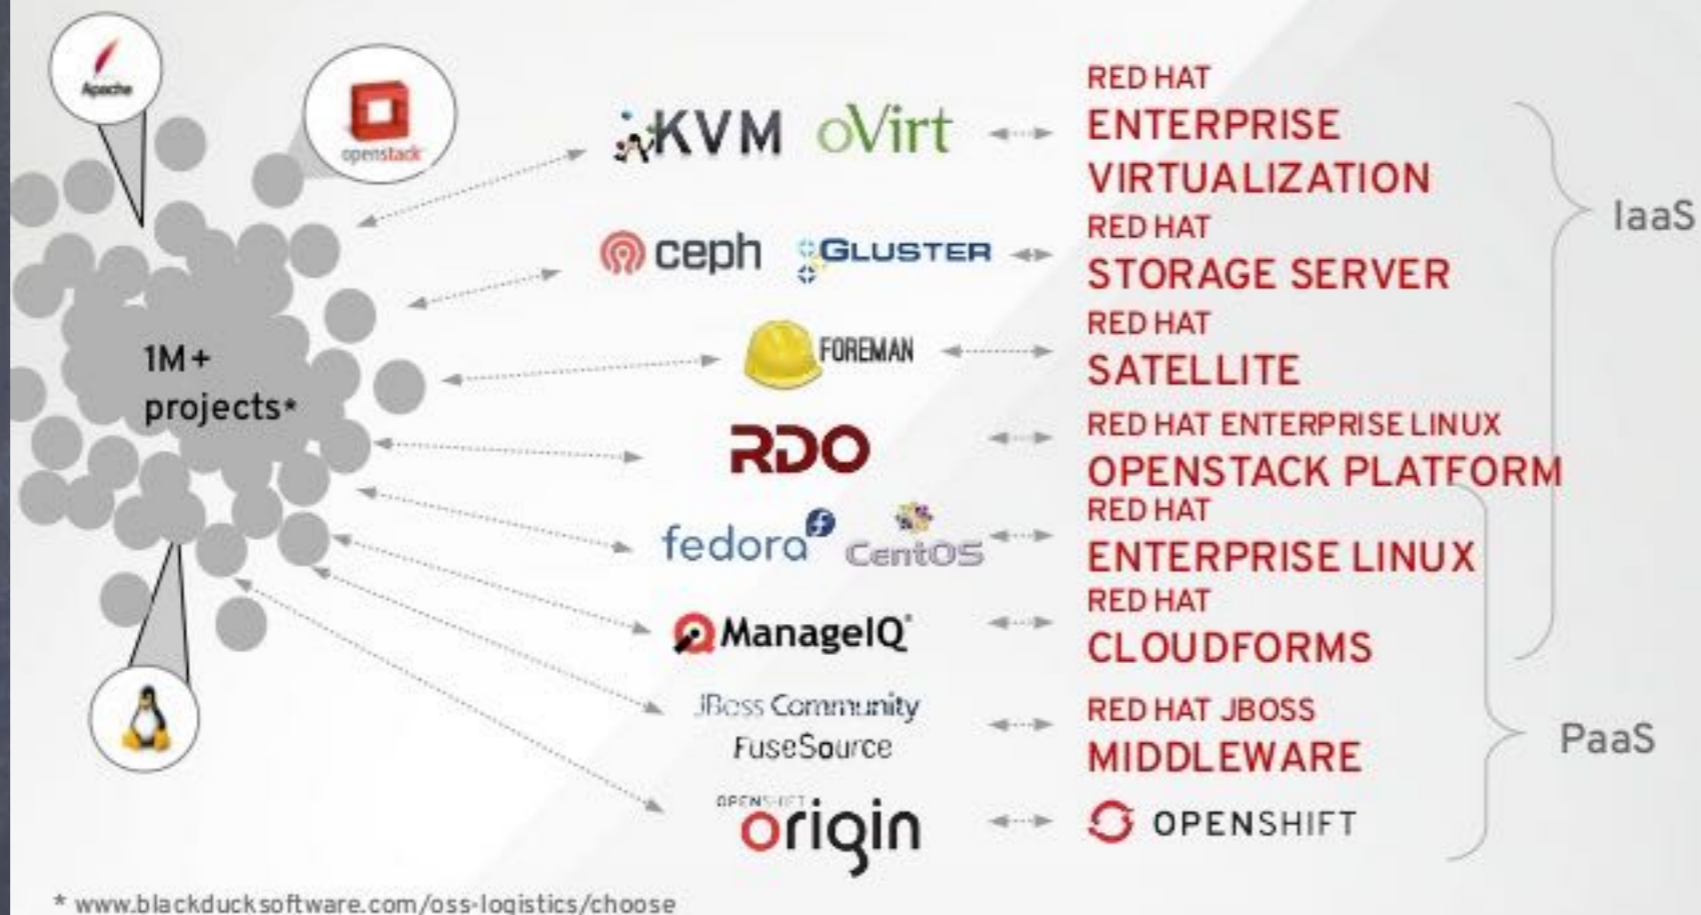 Apache
openstack
1M+
projects*
KVM oVirt
RED HAT
ENTERPRISE
VIRTUALIZATION
ceph GLUSTER
RED HAT
STORAGE SERVER
FOREMAN
RED HAT
SATELLITE
RDO
RED HAT ENTERPRISE LINUX
OPENSTACK PLATFORM
fedora CentOS
RED HAT
ENTERPRISE LINUX
ManageIQ
RED HAT
CLOUDFORMS
JBoss Community
FuseSource
RED HAT JBOSS
MIDDLEWARE
OPENSHIFT
origin
OPENSHIFT
IaaS
PaaS
* www.blackducksoftware.com/oss-logistics/choose